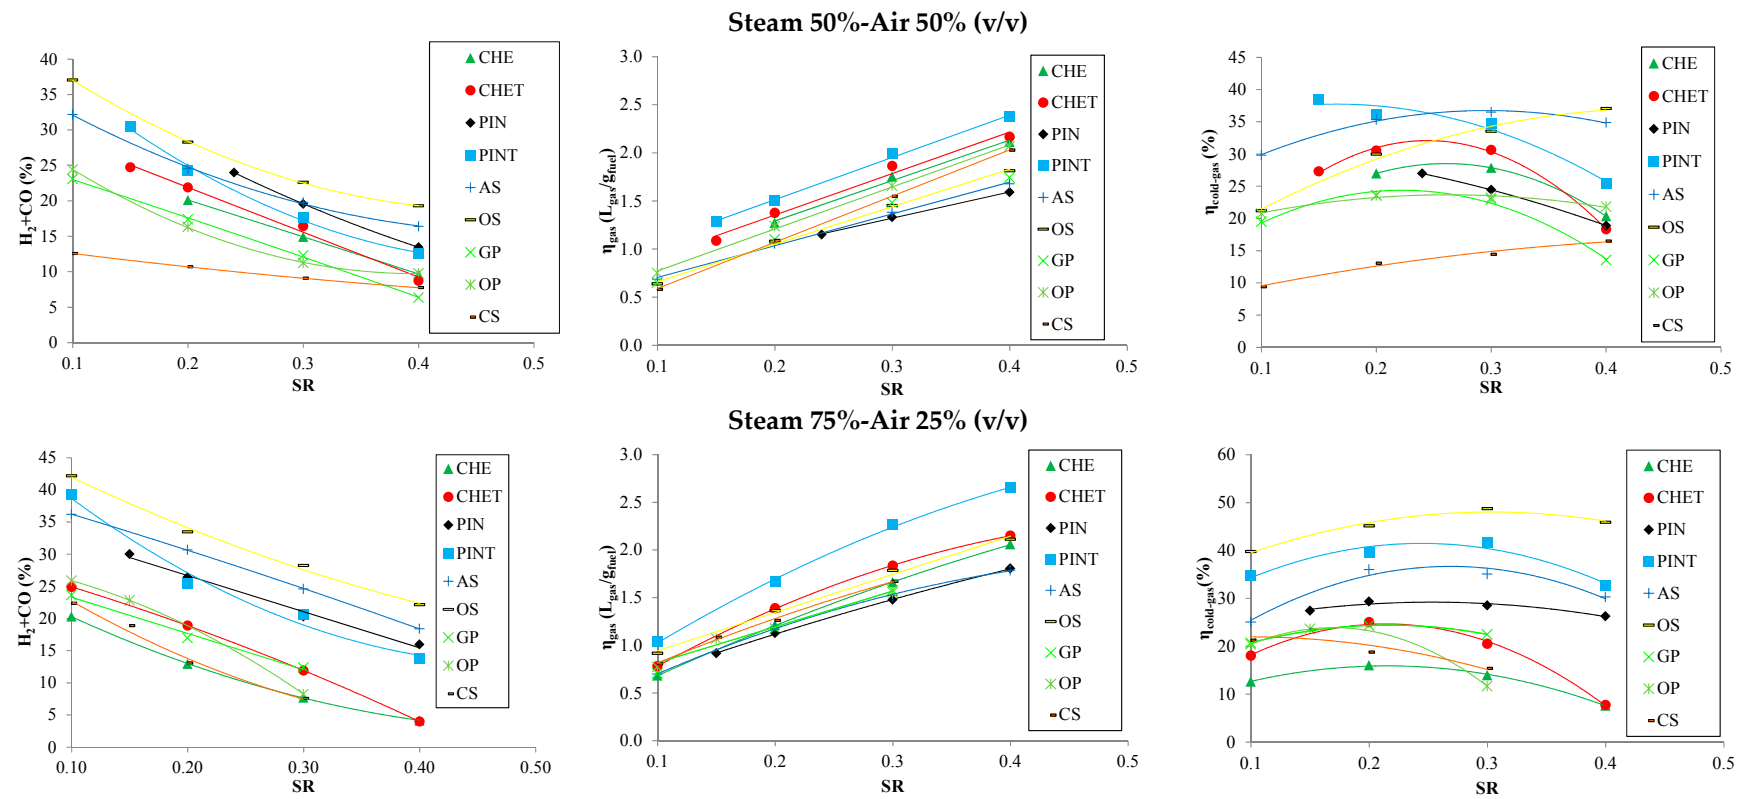 Steam 50%-Air 50% (v/v)
H2+CO (%)
40
35
30
25
20
15
10
5
0
0.1
0.2
0.3
0.4
0.5
SR
CHE
CHET
PIN
PINT
AS
OS
GP
OP
CS
ηgas (Lgas/gfuel)
3.0
2.5
2.0
1.5
1.0
0.5
0.0
0.1
0.2
0.3
0.4
0.5
SR
CHE
CHET
PIN
PINT
AS
OS
GP
OP
CS
ηcold-gas (%)
45
40
35
30
25
20
15
10
5
0
0.1
0.2
0.3
0.4
0.5
SR
CHE
CHET
PIN
PINT
AS
OS
GP
OP
CS
Steam 75%-Air 25% (v/v)
H2+CO (%)
45
40
35
30
25
20
15
10
5
0
0.10
0.20
0.30
0.40
0.50
SR
CHE
CHET
PIN
PINT
AS
OS
GP
OP
CS
ηgas (Lgas/gfuel)
3.0
2.5
2.0
1.5
1.0
0.5
0.0
0.1
0.2
0.3
0.4
0.5
SR
CHE
CHET
PIN
PINT
AS
OS
GP
OP
CS
ηcold-gas(%)
60
50
40
30
20
10
0
0.1
0.2
0.3
0.4
0.5
SR
CHE
CHET
PIN
PINT
AS
OS
GP
OP
CS